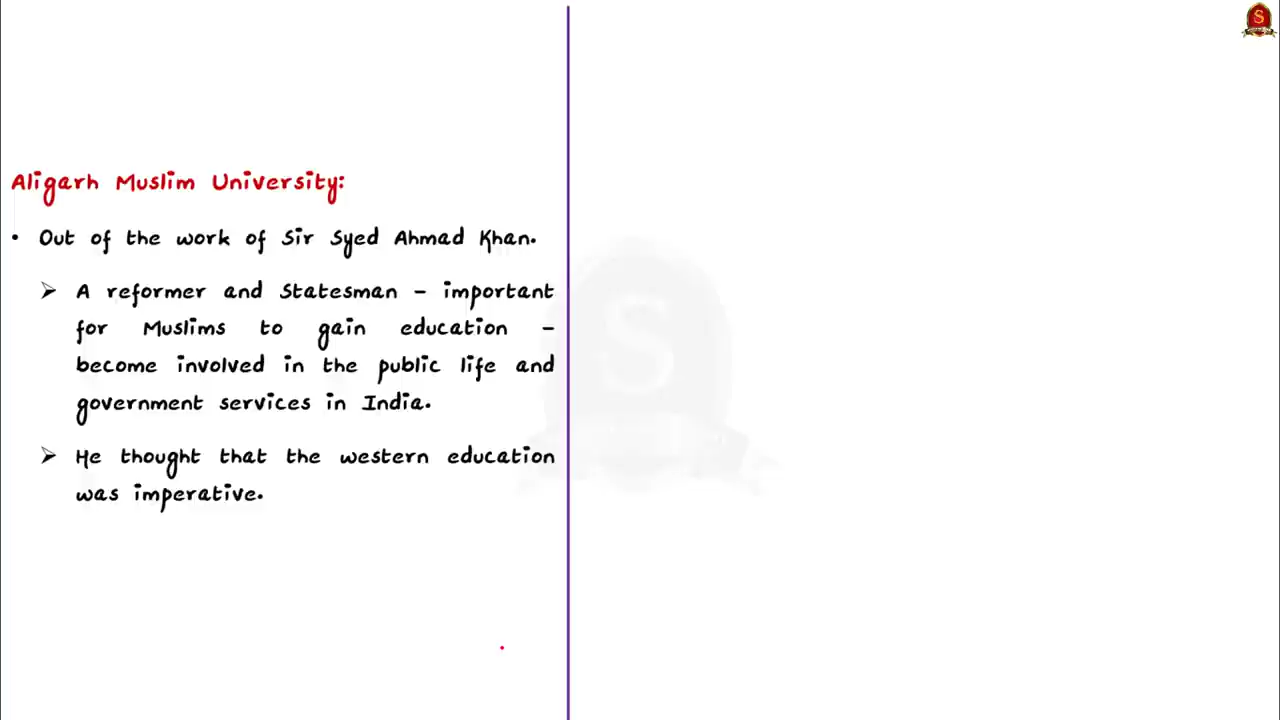 Aligarh Muslim University:
• Out of the work of Sir Syed Ahmad Khan.
➢ A reformer and Statesman – important
for Muslims to gain education –
become involved in the public life and
government services in India.
➢ He thought that the western education
was imperative.
S
S